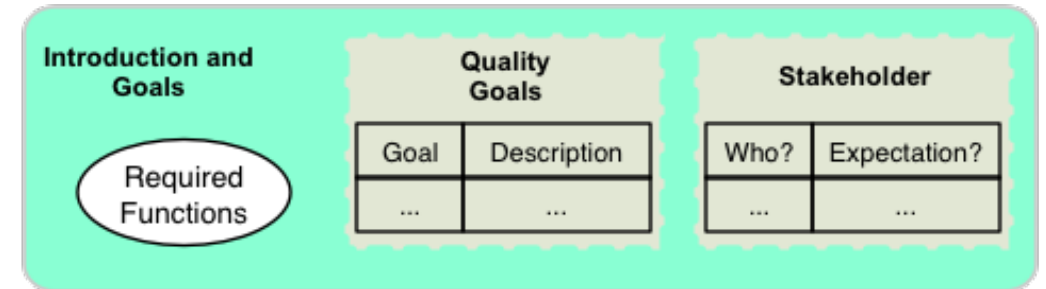 Introduction and
Goals
Required
Functions
Quality
Goals
Goal Description
... ...
Stakeholder
Who? Expectation?
... ...